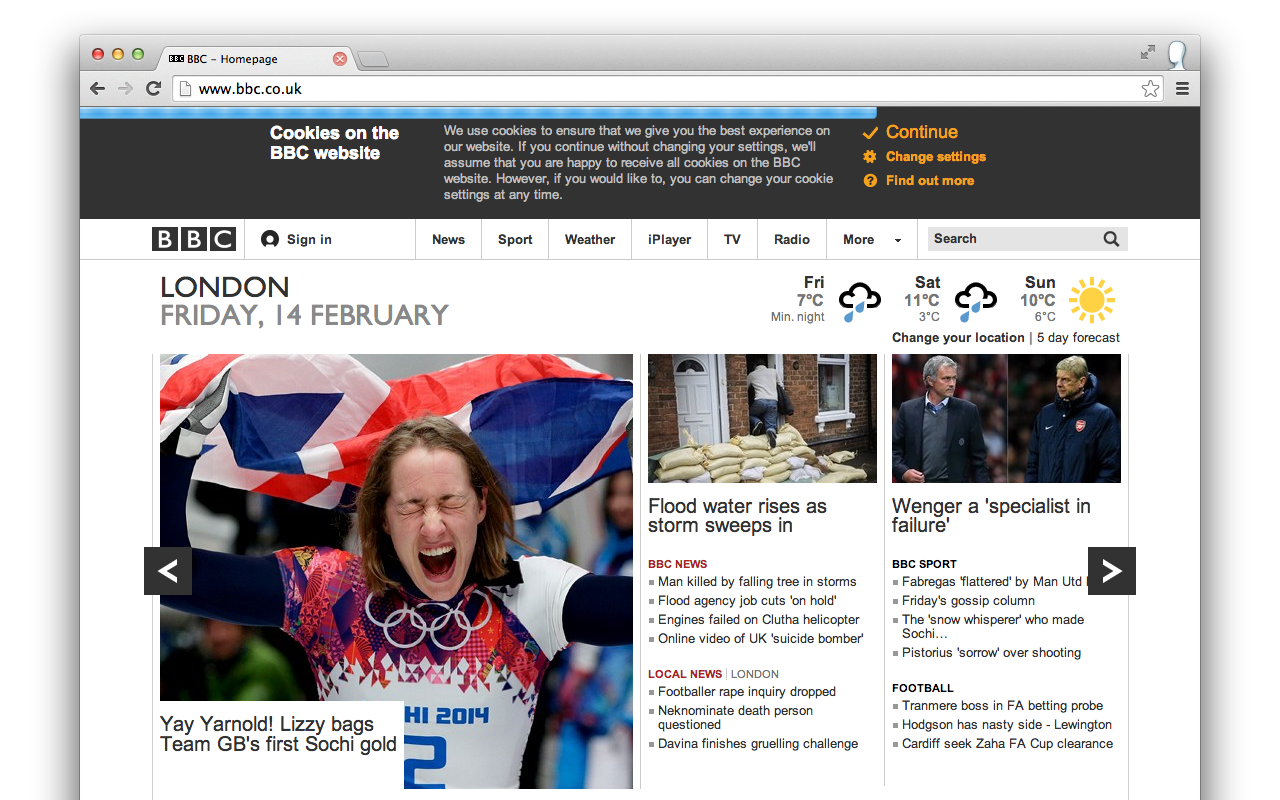 BBC BBC - Homepage
www.bbc.co.uk
Cookies on the
BBC website
We use cookies to ensure that we give you the best experience on
our website. If you continue without changing your settings, we'll
assume that you are happy to receive all cookies on the BBC
website. However, if you would like to, you can change your cookie
settings at any time.
Continue
Change settings
Find out more
BBC
Sign in
News
Sport
Weather
iPlayer
TV
Radio
More
Search
LONDON
FRIDAY, 14 FEBRUARY
Fri
7°C
Min. night
Sat
11°C
3°C
Sun
10°C
6°C
Change your location | 5 day forecast
HI 2014
2
Yay Yarnold! Lizzy bags
Team GB's first Sochi gold
Flood water rises as
storm sweeps in
BBC NEWS
Man killed by falling tree in storms
Flood agency job cuts 'on hold'
Engines failed on Clutha helicopter
Online video of UK 'suicide bomber'
LOCAL NEWS | LONDON
Footballer rape inquiry dropped
Neknominate death person
questioned
Davina finishes gruelling challenge
Wenger a 'specialist in
failure'
BBC SPORT
Fabregas 'flattered' by Man Utd
Friday's gossip column
The 'snow whisperer' who made
Sochi...
Pistorius 'sorrow' over shooting
FOOTBALL
Tranmere boss in FA betting probe
Hodgson has nasty side - Lewington
Cardiff seek Zaha FA Cup clearance